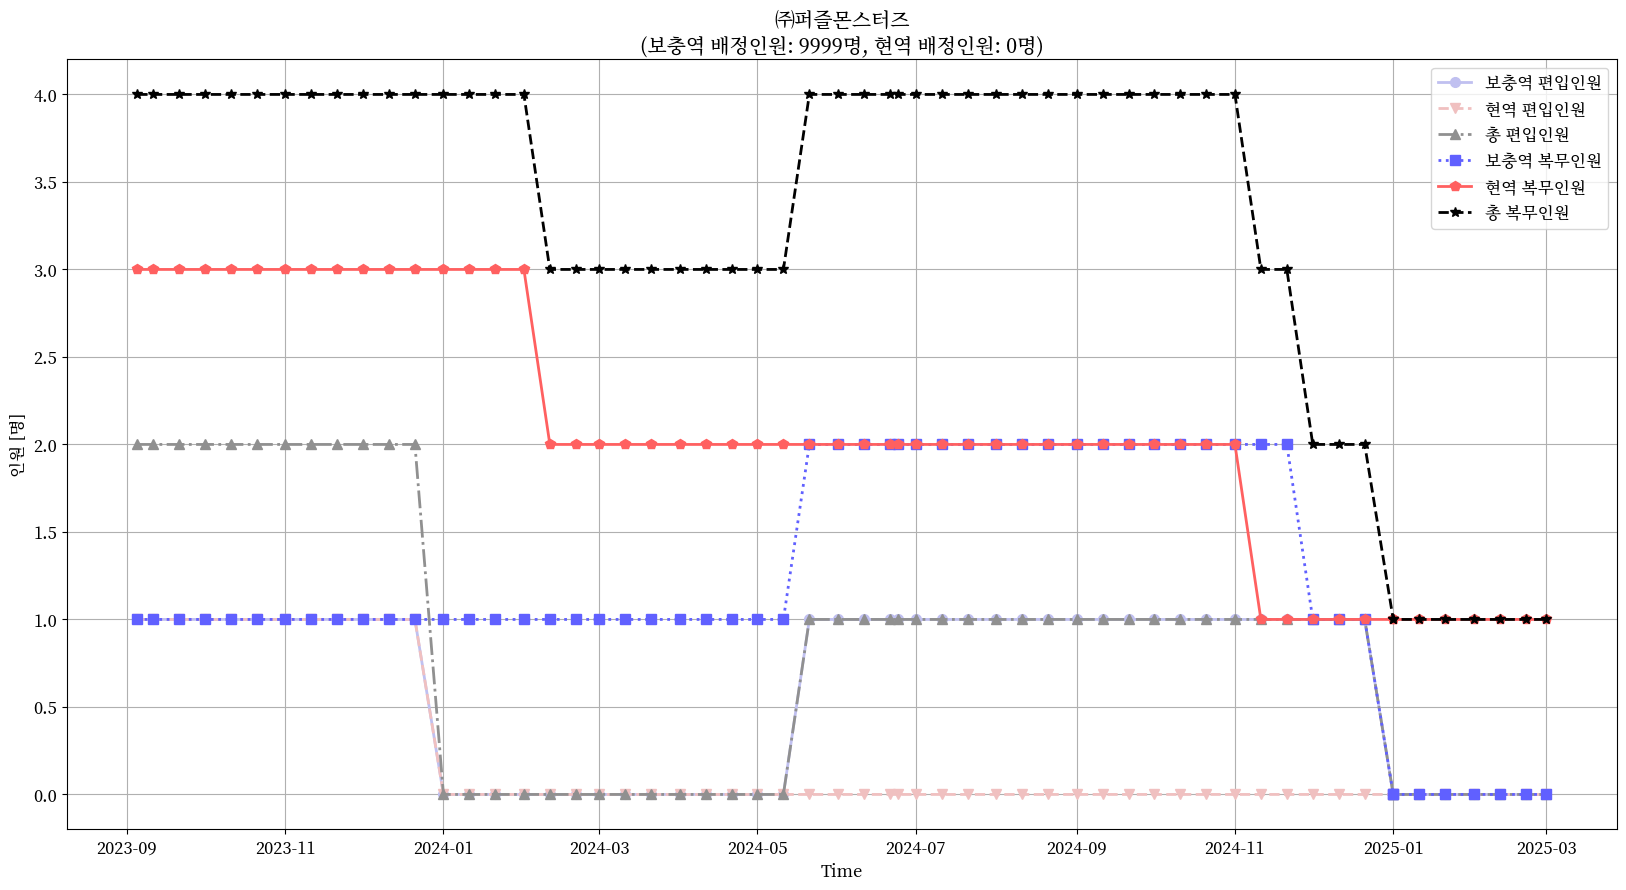 ㈜퍼즐몬스터즈
(보충역 배정인원: 9999명, 현역 배정인원: 0명)
보충역 편입인원
현역 편입인원
총 편입인원
보충역 복무인원
현역 복무인원
총 복무인원
인원 [명]
4.0
3.5
3.0
2.5
2.0
1.5
1.0
0.5
0.0
2023-09 2023-11 2024-01 2024-03 2024-05 2024-07 2024-09 2024-11 2025-01 2025-03
Time